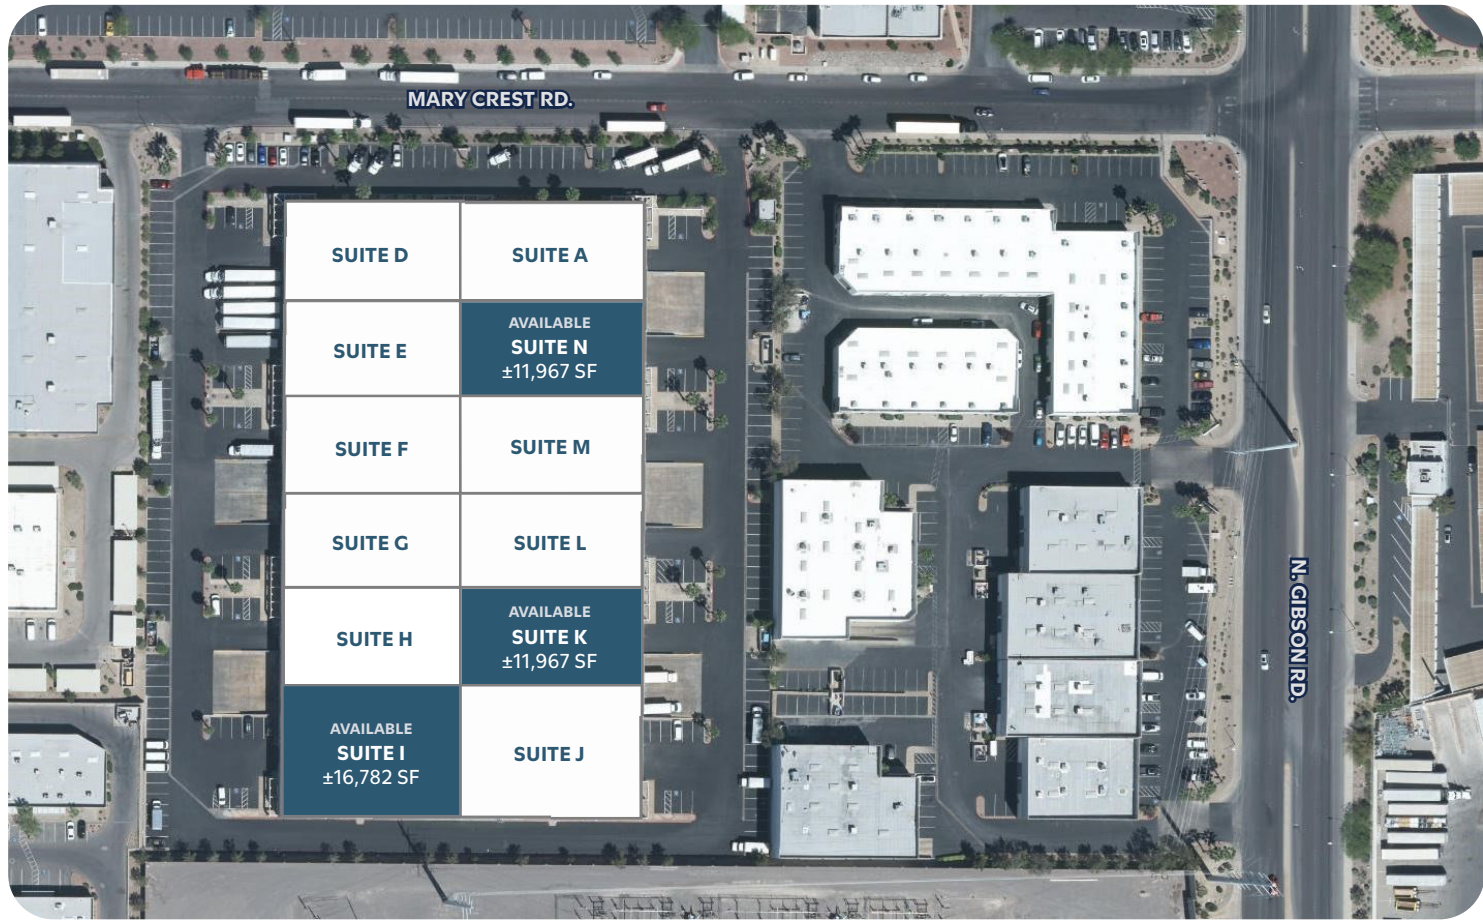 MARY CREST RD.
SUITE D
SUITE A
SUITE E
AVAILABLE
SUITE N
±11,967 SF
SUITE F
SUITE M
SUITE G
SUITE L
N. GIBSON RD.
SUITE H
AVAILABLE
SUITE K
±11,967 SF
AVAILABLE
SUITE I
±16,782 SF
SUITE J